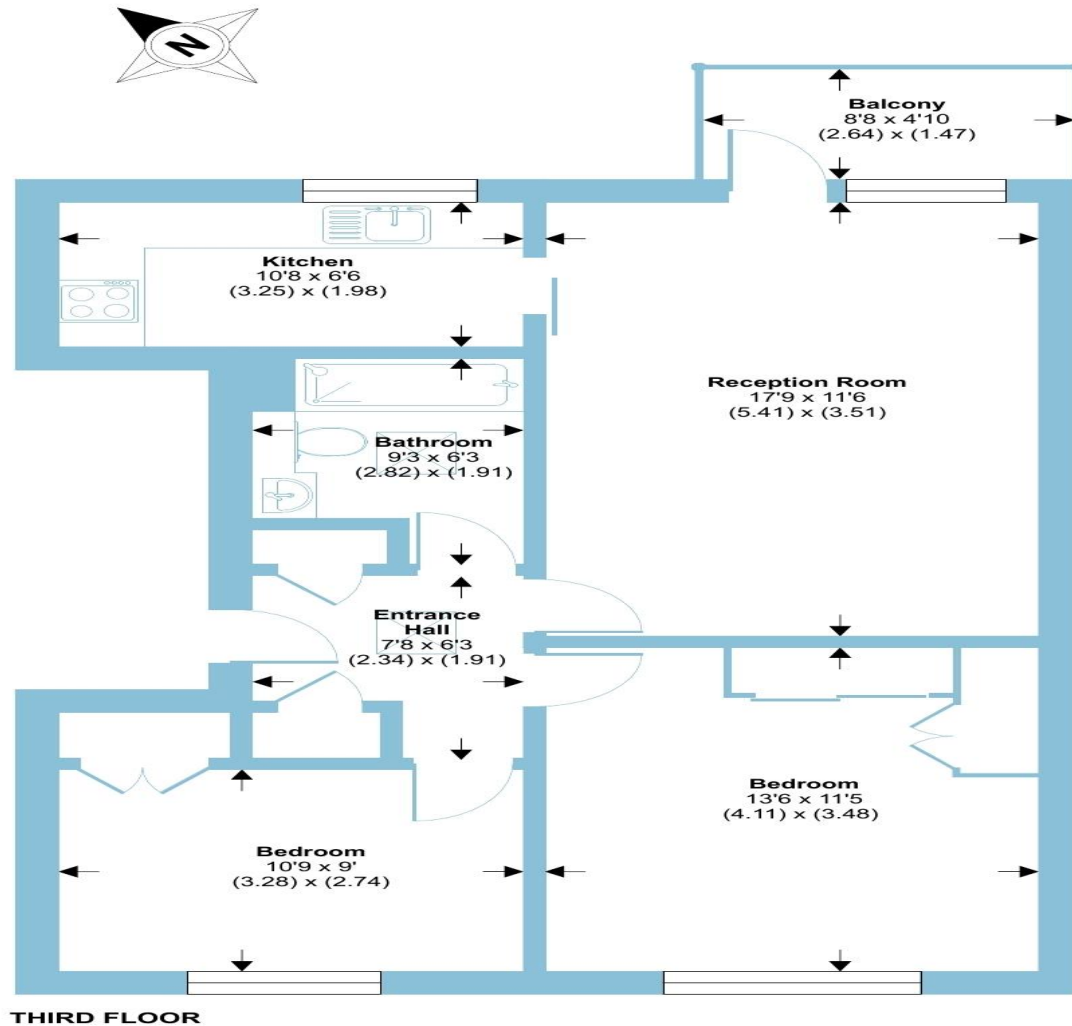 N
Balcony
8'8 x 4'10
(2.64) x (1.47)
Kitchen
10'8 x 6'6
(3.25) x (1.98)
Reception Room
17'9 x 11'6
(5.41) x (3.51)
Bathroom
9'3 x 6'3
(2.82) x (1.91)
Entrance
Hall
7'8 x 6'3
(2.34) x (1.91)
Bedroom
13'6 x 11'5
(4.11) x (3.48)
Bedroom
10'9 x 9'
(3.28) x (2.74)
THIRD FLOOR